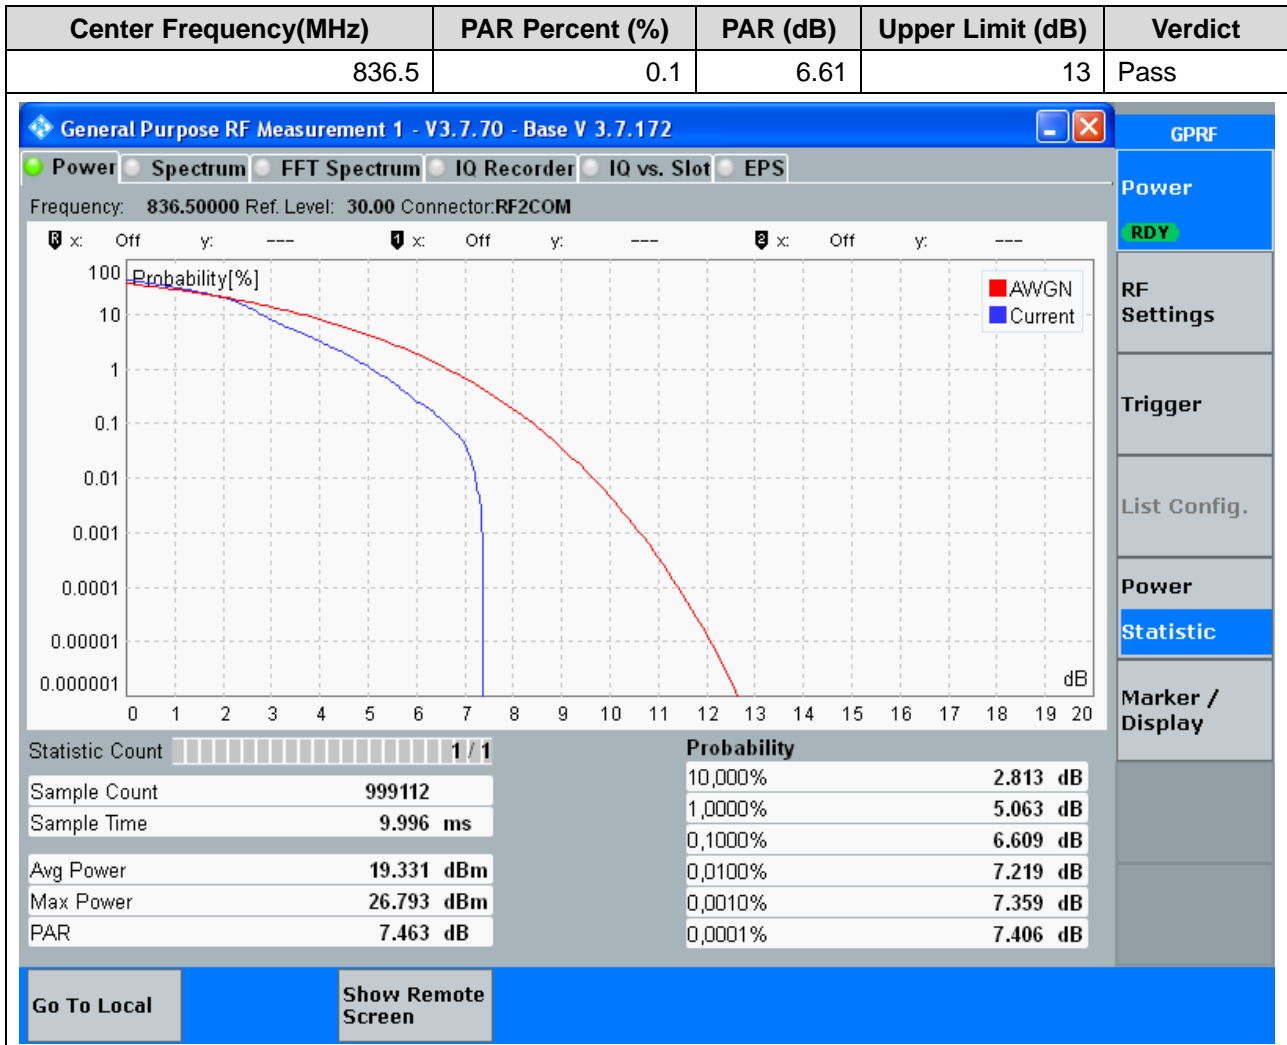 Center Frequency(MHz) PAR Percent (%) PAR (dB) Upper Limit (dB) Verdict
836.5 0.1 6.61 13 Pass
General Purpose RF Measurement 1 - V3.7.70 - Base V 3.7.172
GPRF
Power Spectrum FFT Spectrum IQ Recorder IQ vs. Slot EPS
Power
RDY
Frequency: 836.50000 Ref. Level: 30.00 Connector:RF2COM
R x: Off y: --- 1 x: Off y: --- 2 x: Off y: ---
Probability[%]
AWGN
Current
100
10
1
0.1
0.01
0.001
0.0001
0.00001
0.000001
dB
0 1 2 3 4 5 6 7 8 9 10 11 12 13 14 15 16 17 18 19 20
RF
Settings
Trigger
List Config.
Power
Statistic
Marker /
Display
Statistic Count 1 / 1
Sample Count 999112
Sample Time 9.996 ms
Avg Power 19.331 dBm
Max Power 26.793 dBm
PAR 7.463 dB
Probability
10,000% 2.813 dB
1,0000% 5.063 dB
0,1000% 6.609 dB
0,0100% 7.219 dB
0,0010% 7.359 dB
0,0001% 7.406 dB
Go To Local
Show Remote
Screen